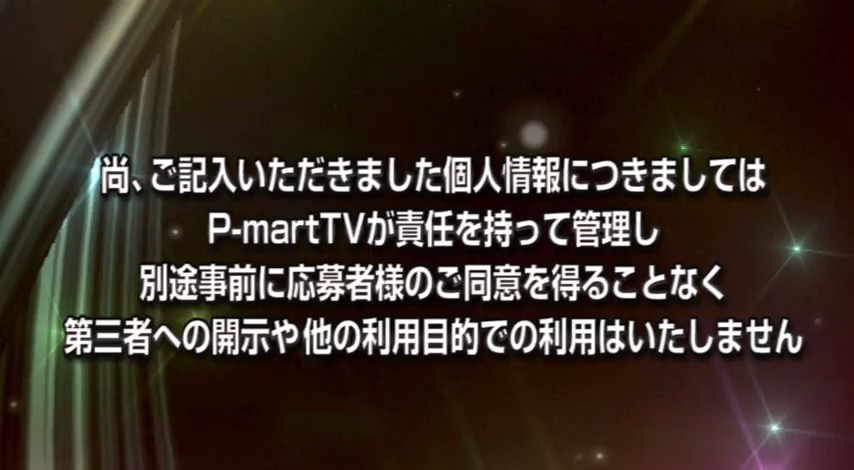 尚、ご記入いただきました個人情報につきましては
P-martTVが責任を持って管理し
別途事前に応募者様のご同意を得ることなく
第三者への開示や他の利用目的での利用はいたしません